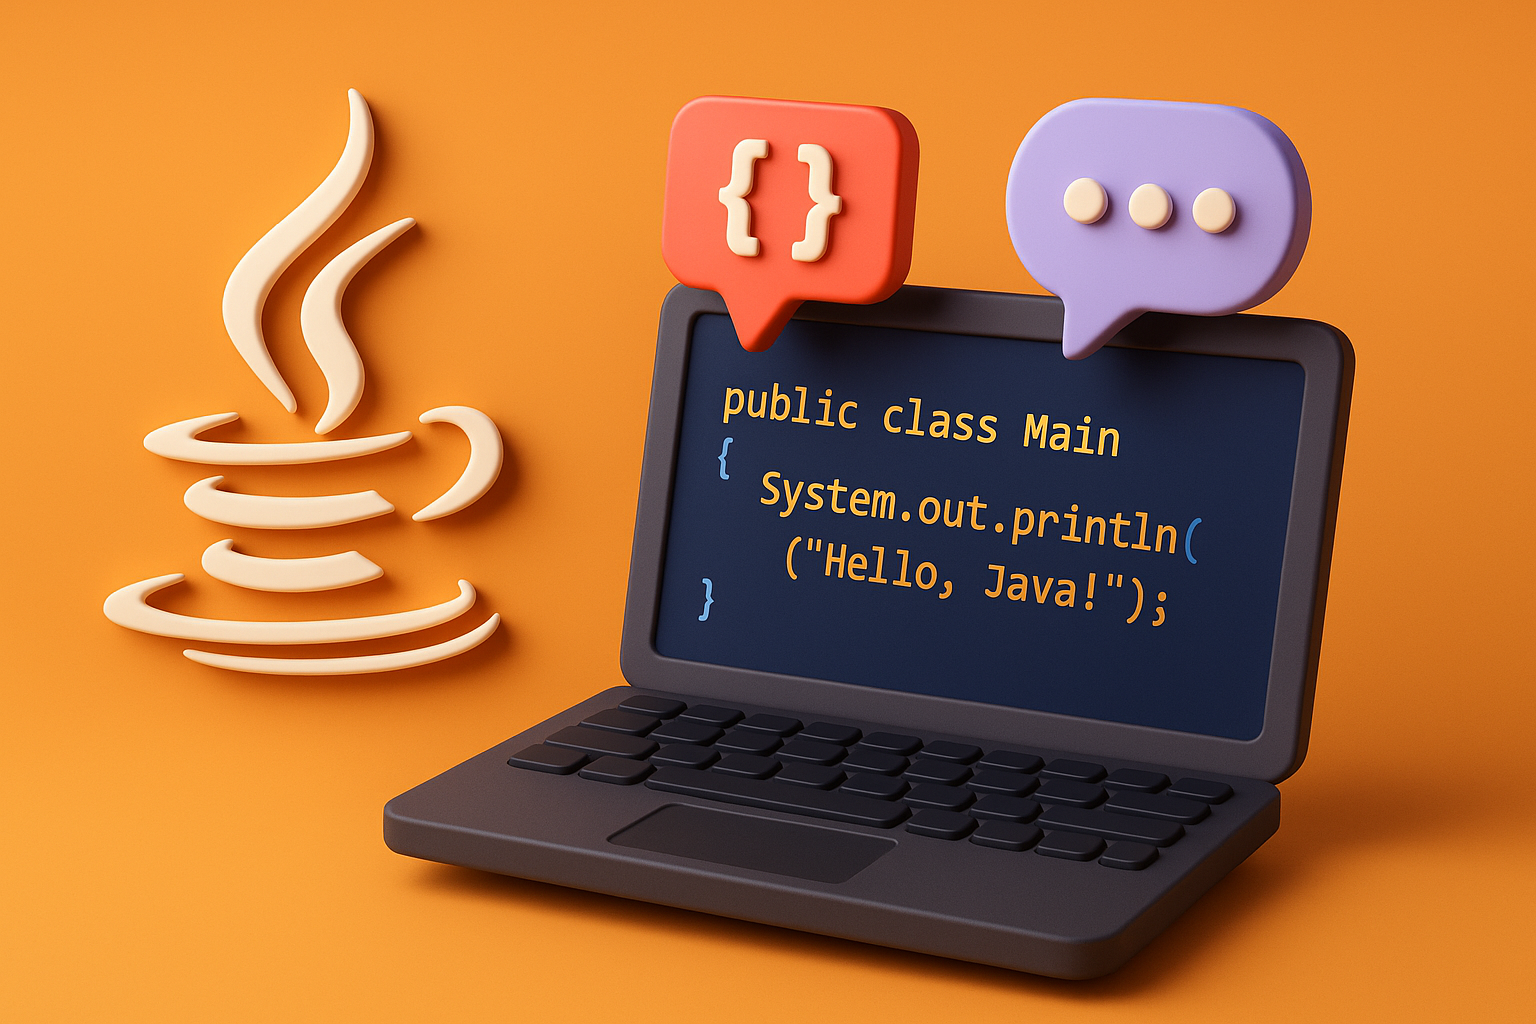 { }
public class Main
{
System.out.println(
("Hello, Java!");
}